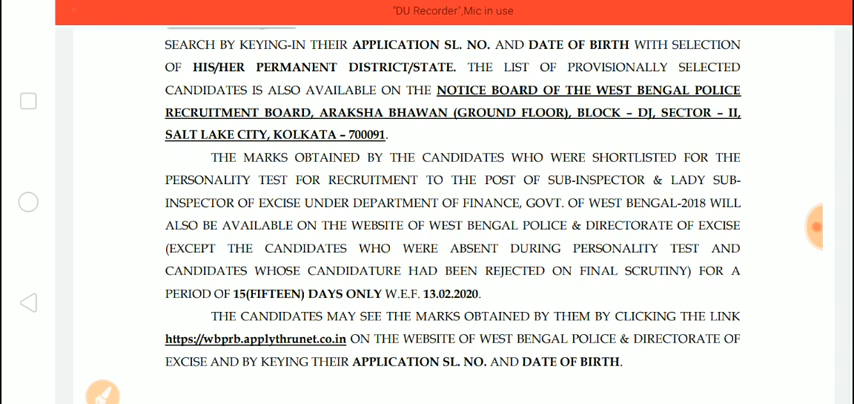 "DU Recorder",Mic in use
SEARCH BY KEYING-IN THEIR APPLICATION SL. NO. AND DATE OF BIRTH WITH SELECTION
OF HIS/HER PERMANENT DISTRICT/STATE. THE LIST OF PROVISIONALLY SELECTED
CANDIDATES IS ALSO AVAILABLE ON THE NOTICE BOARD OF THE WEST BENGAL POLICE
RECRUITMENT BOARD, ARAKSHA BHAWAN (GROUND FLOOR), BLOCK – DJ, SECTOR – II,
SALT LAKE CITY, KOLKATA – 700091.
THE MARKS OBTAINED BY THE CANDIDATES WHO WERE SHORTLISTED FOR THE
PERSONALITY TEST FOR RECRUITMENT TO THE POST OF SUB-INSPECTOR & LADY SUB-
INSPECTOR OF EXCISE UNDER DEPARTMENT OF FINANCE, GOVT. OF WEST BENGAL-2018 WILL
ALSO BE AVAILABLE ON THE WEBSITE OF WEST BENGAL POLICE & DIRECTORATE OF EXCISE
(EXCEPT THE CANDIDATES WHO WERE ABSENT DURING PERSONALITY TEST AND
CANDIDATES WHOSE CANDIDATURE HAD BEEN REJECTED ON FINAL SCRUTINY) FOR A
PERIOD OF 15(FIFTEEN) DAYS ONLY W.E.F. 13.02.2020.
THE CANDIDATES MAY SEE THE MARKS OBTAINED BY THEM BY CLICKING THE LINK
https://wbprb.applythrunet.co.in ON THE WEBSITE OF WEST BENGAL POLICE & DIRECTORATE OF
EXCISE AND BY KEYING THEIR APPLICATION SL. NO. AND DATE OF BIRTH.